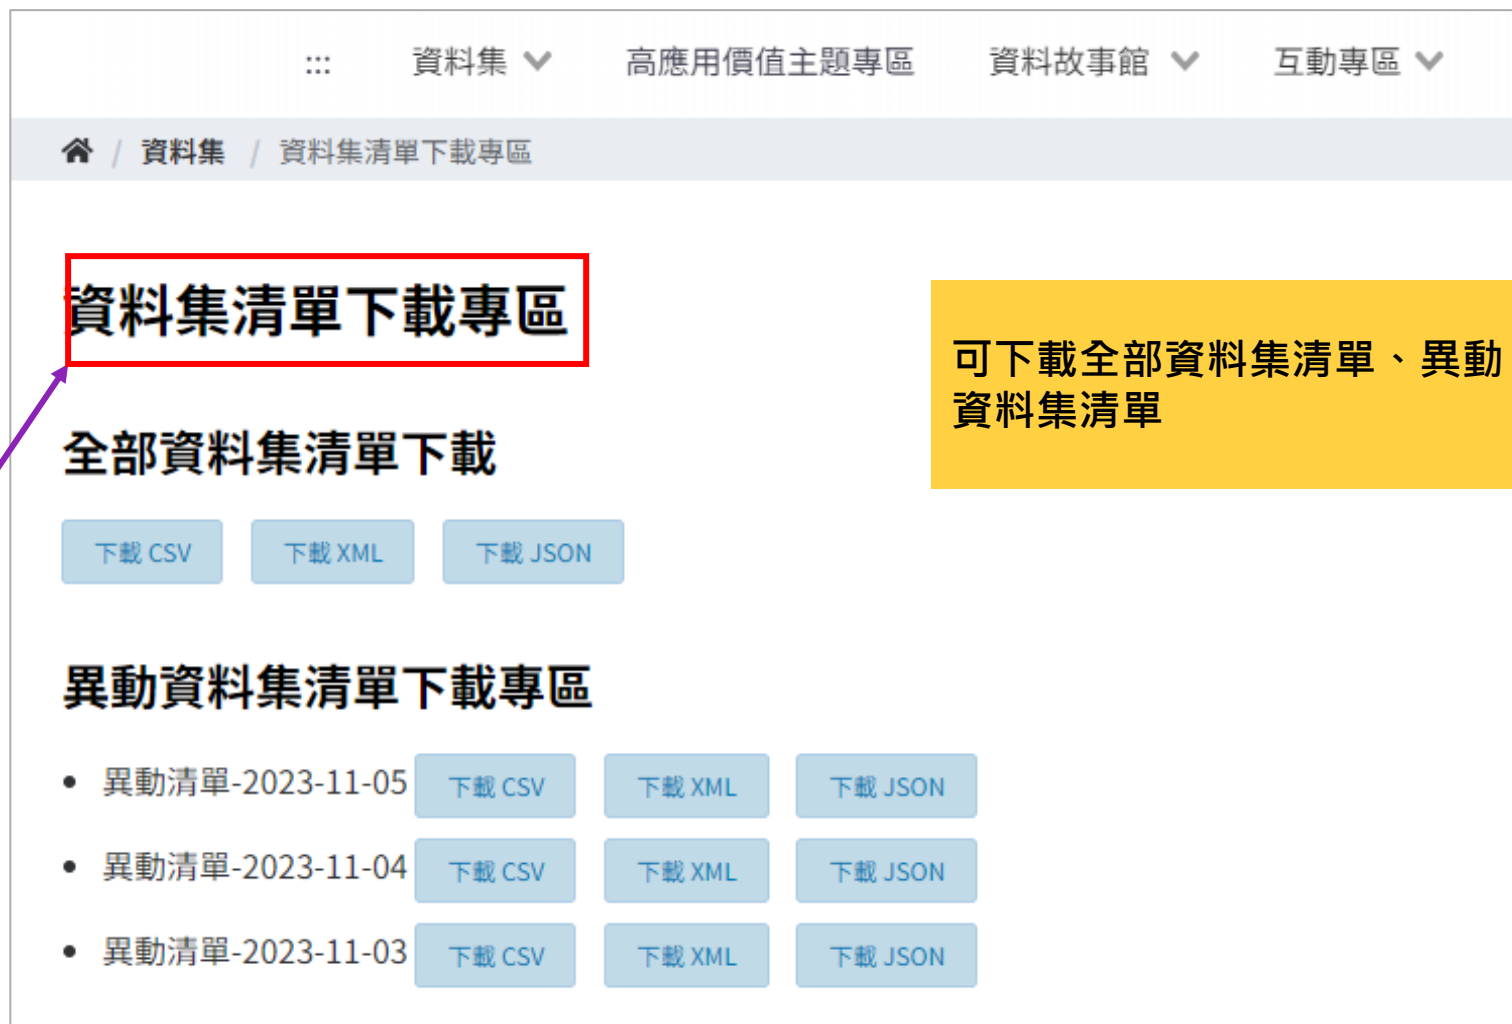 ::: 資料集 高應用價值主題專區 資料故事館 互動專區
/ 資料集 / 資料集清單下載專區
資料集清單下載專區
可下載全部資料集清單、異動
資料集清單
全部資料集清單下載
下載 CSV 下載 XML 下載 JSON
異動資料集清單下載專區
• 異動清單-2023-11-05 下載 CSV 下載 XML 下載 JSON
• 異動清單-2023-11-04 下載 CSV 下載 XML 下載 JSON
• 異動清單-2023-11-03 下載 CSV 下載 XML 下載 JSON